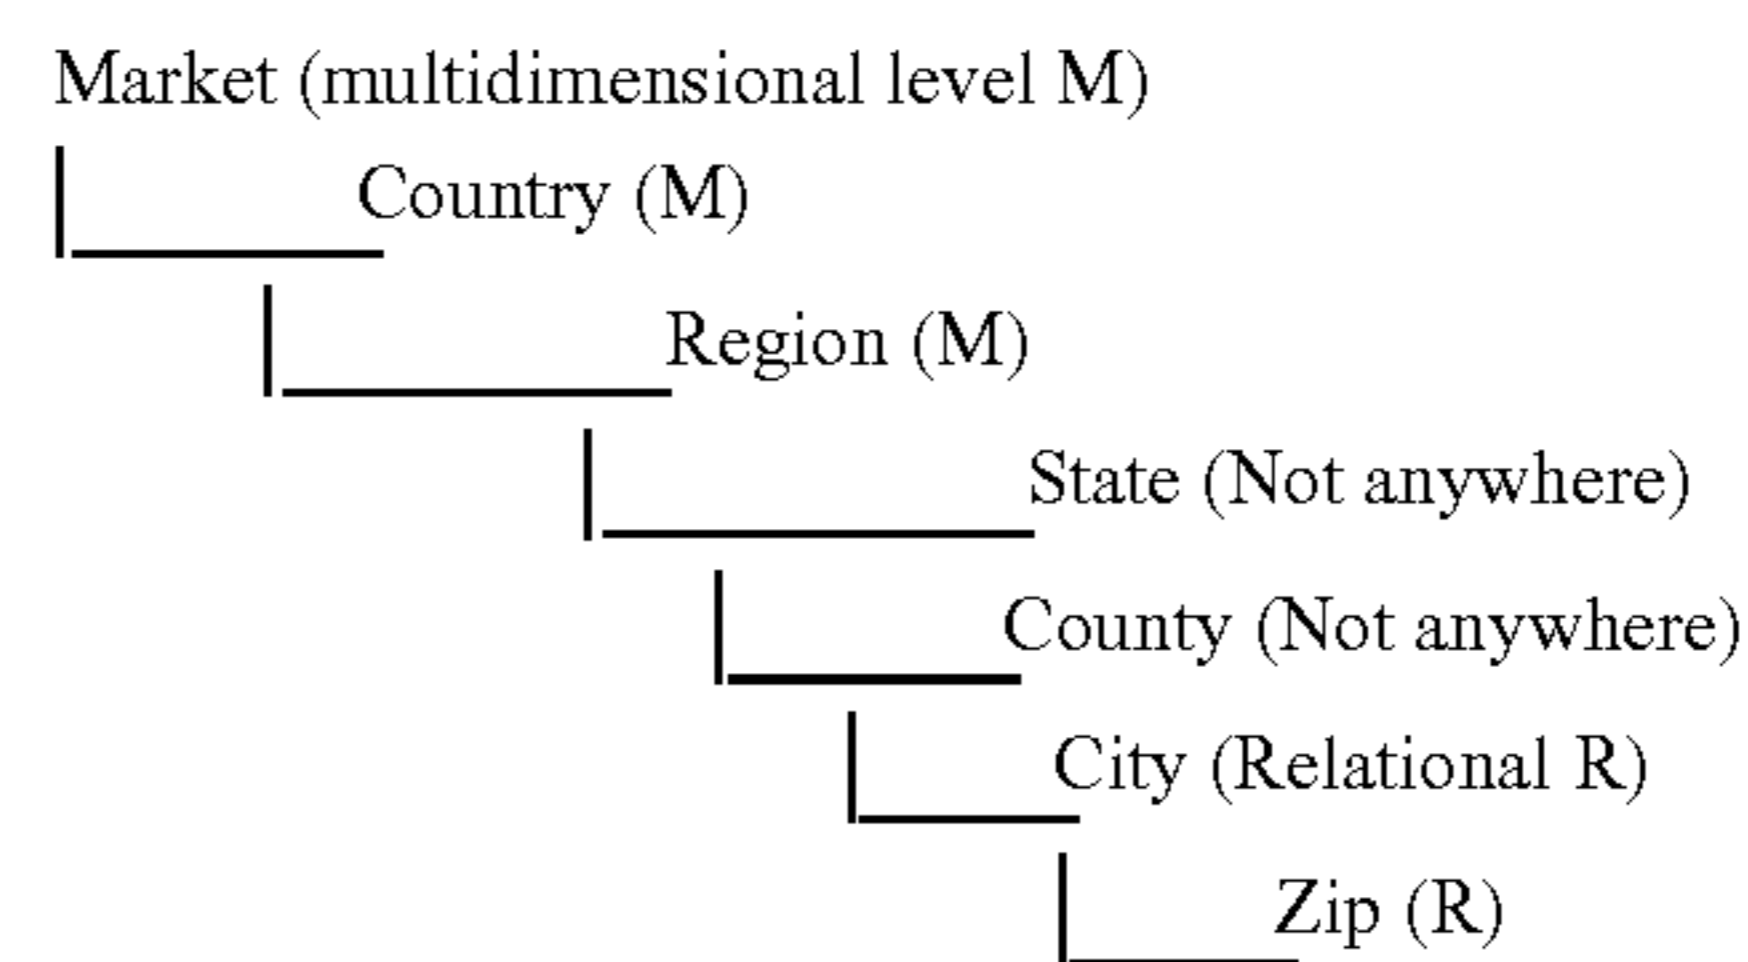 Market (multidimensional level M)
Country (M)
Region (M)
State (Not anywhere)
County (Not anywhere)
City (Relational R)
Zip (R)